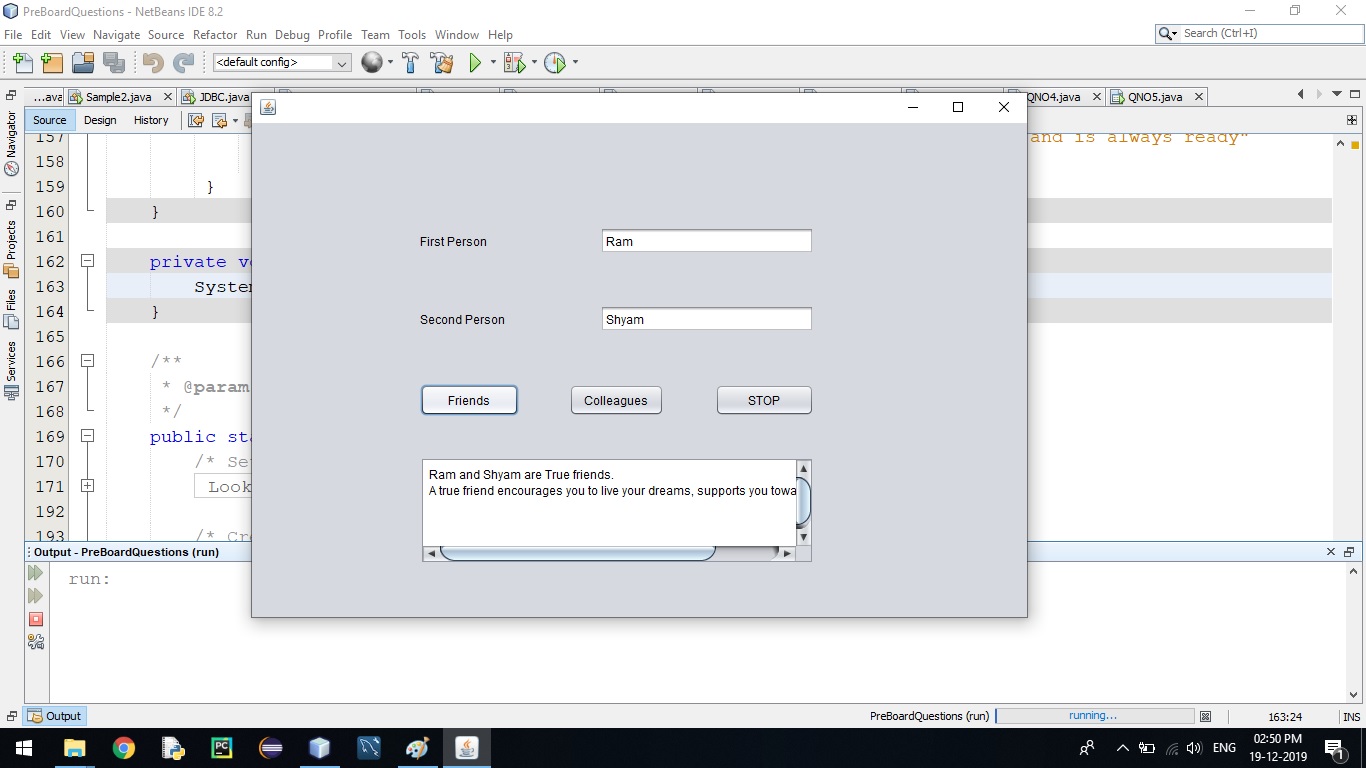 PreBoardQuestions - NetBeans IDE 8.2
File Edit View Navigate Source Refactor Run Debug Profile Team Tools Window Help
Search (Ctrl+I)
<default config>
...ava Sample2.java JDBC.java QNO4.java QNO5.java
Source Design History
Navigator
Projects
Files
Services
157 and is always ready"
158
159 }
160 }
161
162 private v
163 System
164 }
165
166 /**
167 * @param
168 */
169 public sta
170 /* Se
171 Look
192
193 /* Cr
First Person Ram
Second Person Shyam
Friends Colleagues STOP
Ram and Shyam are True friends.
A true friend encourages you to live your dreams, supports you towa
Output - PreBoardQuestions (run)
run:
Output
PreBoardQuestions (run) running... 163:24 INS
PC
ENG 02:50 PM
19-12-2019
1